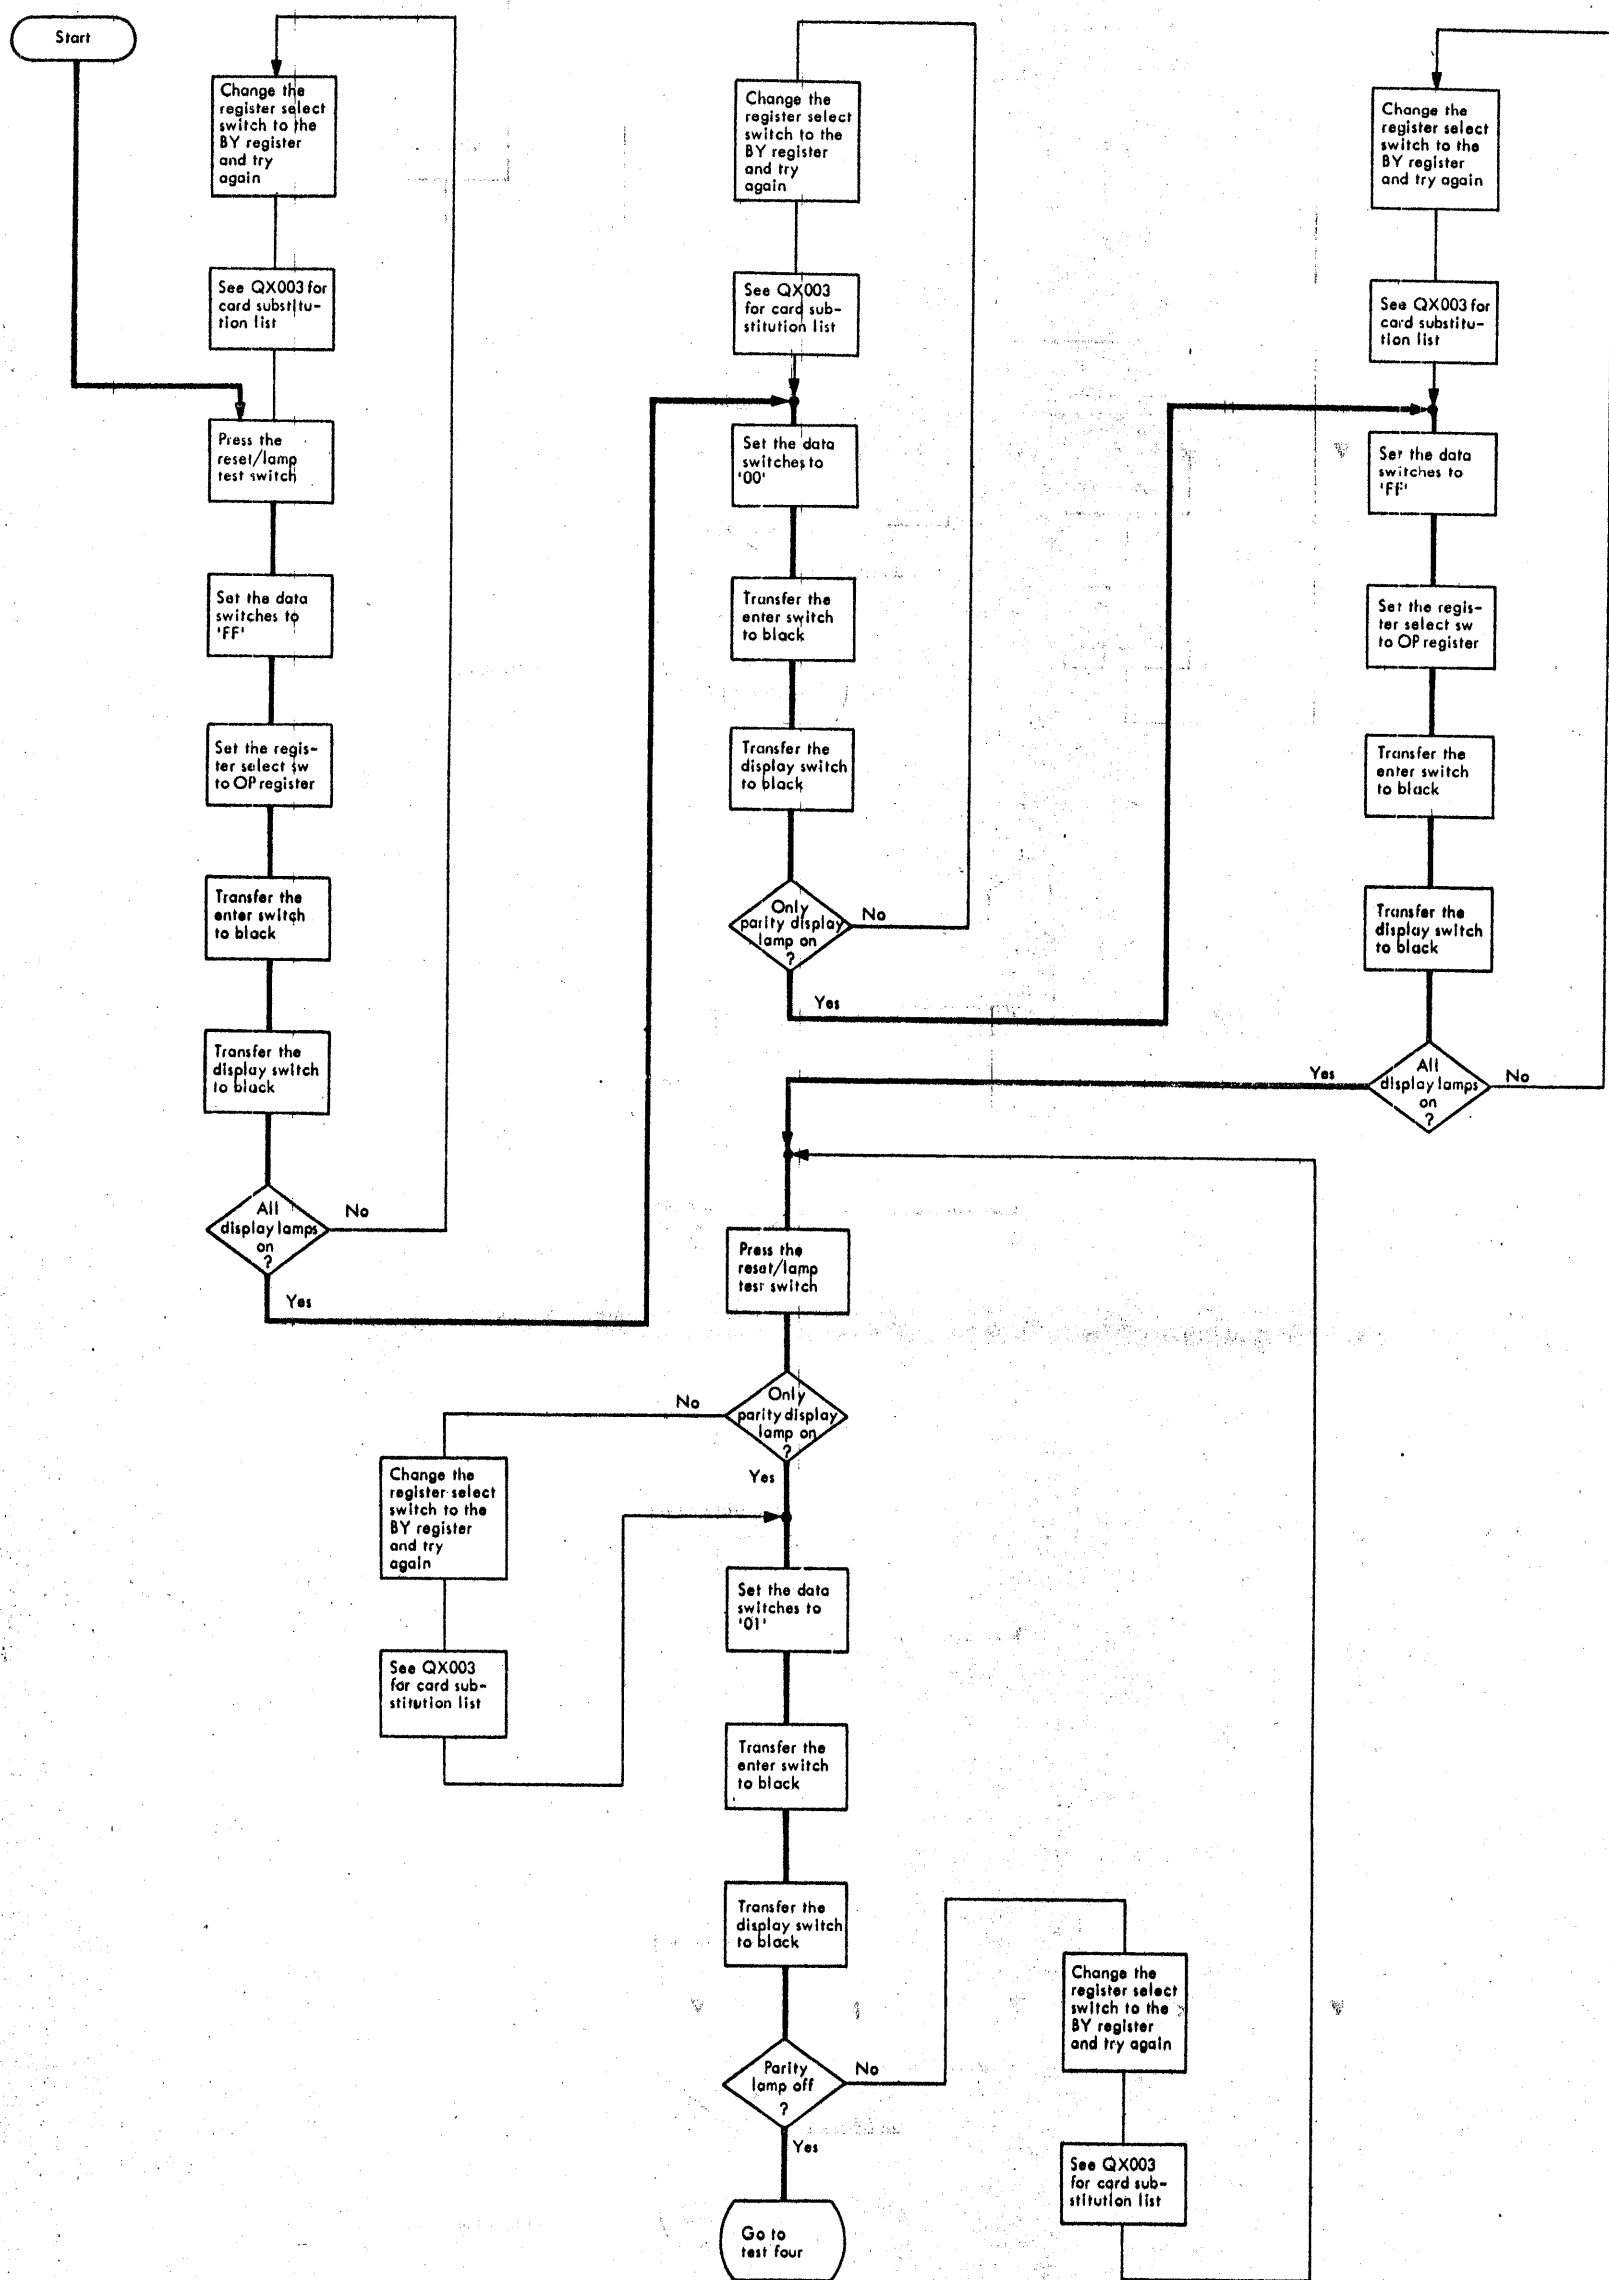 Start
Change the
register select
switch to the
BY register
and try
again
See QX003 for
card substitu-
tion list
Press the
reset/lamp
test switch
Set the data
switches to
'FF'
Set the regis-
ter select sw
to OP register
Transfer the
enter switch
to black
Transfer the
display switch
to black
All
display lamps
on
?
No
Yes
Change the
register select
switch to the
BY register
and try
again
See QX003
for card sub-
stitution list
Set the data
switches to
'00'
Transfer the
enter switch
to black
Transfer the
display switch
to black
Only
parity display
lamp on
?
No
Yes
Change the
register select
switch to the
BY register
and try again
See QX003 for
card substitu-
tion list
Set the data
switches to
'FF'
Set the regis-
ter select sw
to OP register
Transfer the
enter switch
to black
Transfer the
display switch
to black
All
display lamps
on
?
No
Yes
Press the
reset/lamp
test switch
Only
parity display
lamp on
?
No
Yes
Change the
register select
switch to the
BY register
and try
again
See QX003
for card sub-
stitution list
Set the data
switches to
'01'
Transfer the
enter switch
to black
Transfer the
display switch
to black
Parity
lamp off
?
No
Yes
Change the
register select
switch to the
BY register
and try again
See QX003
for card sub-
stitution list
Go to
test four